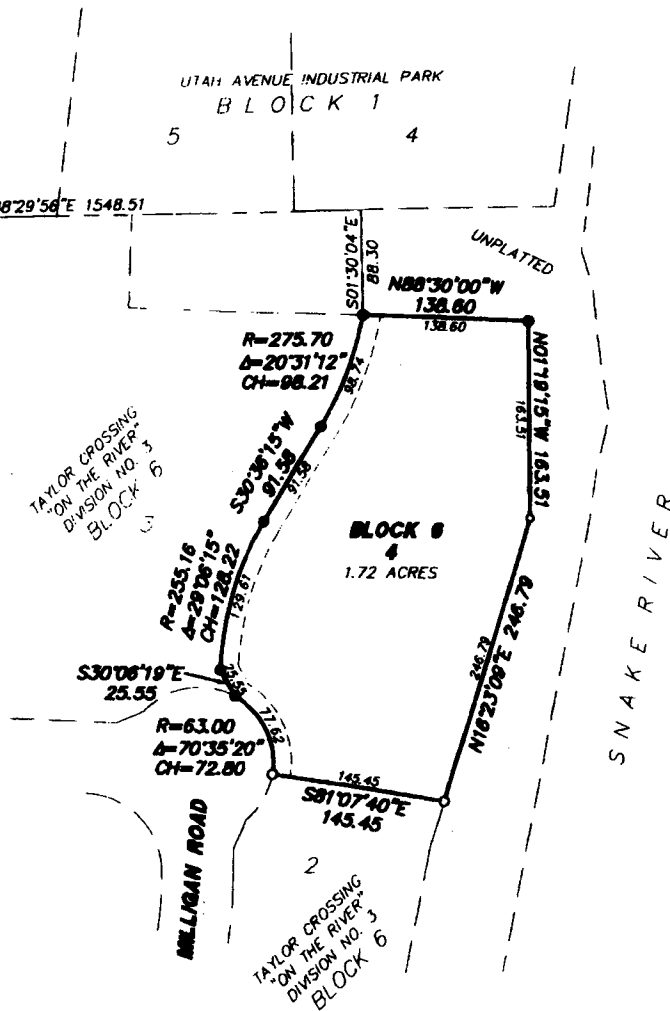 UTAH AVENUE INDUSTRIAL PARK
BLOCK 1
5
4
8°29'56"E 1548.51
S01°30'04"E
88.30
UNPLATTED
N88°30'00"W
138.60
138.60
R=275.70
Δ=20°31'12"
CH=98.21
98.74
N01°19'15"W 163.51
163.51
S30°36'15"W
91.58
91.58
TAYLOR CROSSING
"ON THE RIVER"
DIVISION NO. 3
BLOCK 6
3
BLOCK 6
4
1.72 ACRES
R=255.16
Δ=29°06'15"
CH=128.22
129.61
SNAKE RIVER
N16°23'09"E 246.79
246.79
S30°06'19"E
25.55
25.55
R=63.00
Δ=70°35'20"
CH=72.80
77.62
145.45
S81°07'40"E
145.45
MILLIGAN ROAD
2
TAYLOR CROSSING
"ON THE RIVER"
DIVISION NO. 3
BLOCK 6